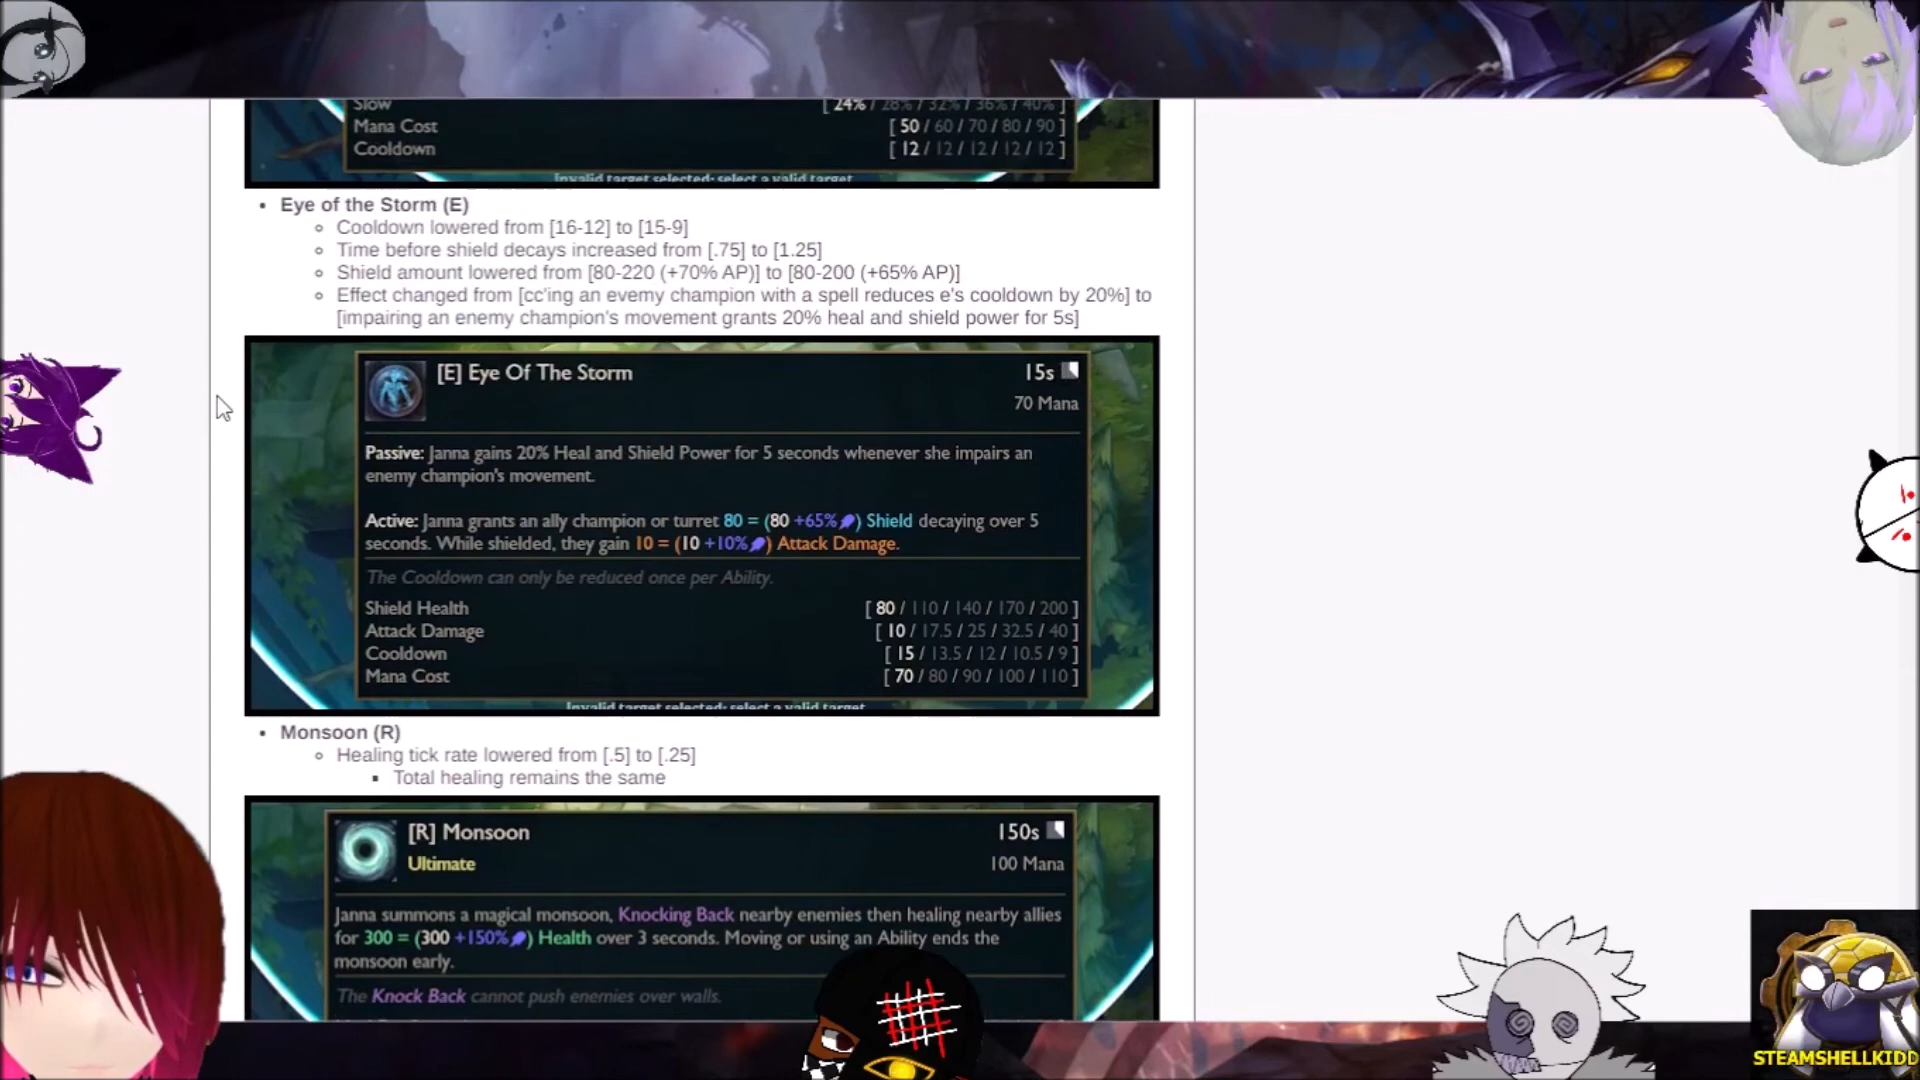 Slow [ 24% / 28% / 32% / 36% / 40% ]
Mana Cost [ 50 / 60 / 70 / 80 / 90 ]
Cooldown [ 12 / 12 / 12 / 12 / 12 ]
Invalid target selected: select a valid target
• Eye of the Storm (E)
Cooldown lowered from [16-12] to [15-9]
Time before shield decays increased from [.75] to [1.25]
Shield amount lowered from [80-220 (+70% AP)] to [80-200 (+65% AP)]
Effect changed from [cc'ing an evemy champion with a spell reduces e's cooldown by 20%] to
[impairing an enemy champion's movement grants 20% heal and shield power for 5s]
[E] Eye Of The Storm 15s
70 Mana
Passive: Janna gains 20% Heal and Shield Power for 5 seconds whenever she impairs an
enemy champion's movement.
Active: Janna grants an ally champion or turret 80 = (80 +65%) Shield decaying over 5
seconds. While shielded, they gain 10 = (10 +10%) Attack Damage.
The Cooldown can only be reduced once per Ability.
Shield Health [ 80 / 110 / 140 / 170 / 200 ]
Attack Damage [ 10 / 17.5 / 25 / 32.5 / 40 ]
Cooldown [ 15 / 13.5 / 12 / 10.5 / 9 ]
Mana Cost [ 70 / 80 / 90 / 100 / 110 ]
Invalid target selected: select a valid target
• Monsoon (R)
Healing tick rate lowered from [.5] to [.25]
Total healing remains the same
[R] Monsoon 150s
Ultimate 100 Mana
Janna summons a magical monsoon, Knocking Back nearby enemies then healing nearby allies
for 300 = (300 +150%) Health over 3 seconds. Moving or using an Ability ends the
monsoon early.
The Knock Back cannot push enemies over walls.
STEAMSHELLKIDD